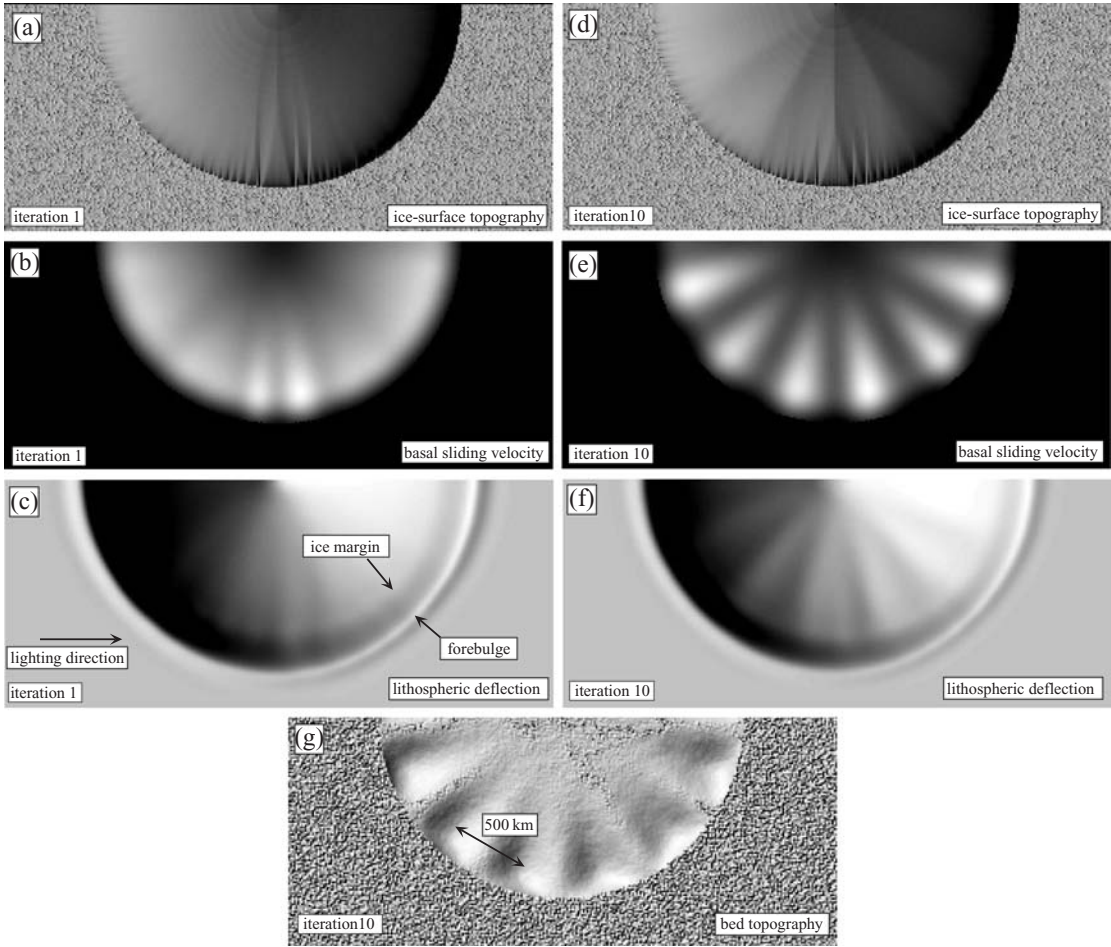 (a)
iteration 1
ice-surface topography
(d)
iteration10
ice-surface topography
(b)
iteration 1
basal sliding velocity
(e)
iteration 10
basal sliding velocity
(c)
ice margin
lighting direction
forebulge
iteration 1
lithospheric deflection
(f)
iteration 10
lithospheric deflection
(g)
500 km
iteration10
bed topography